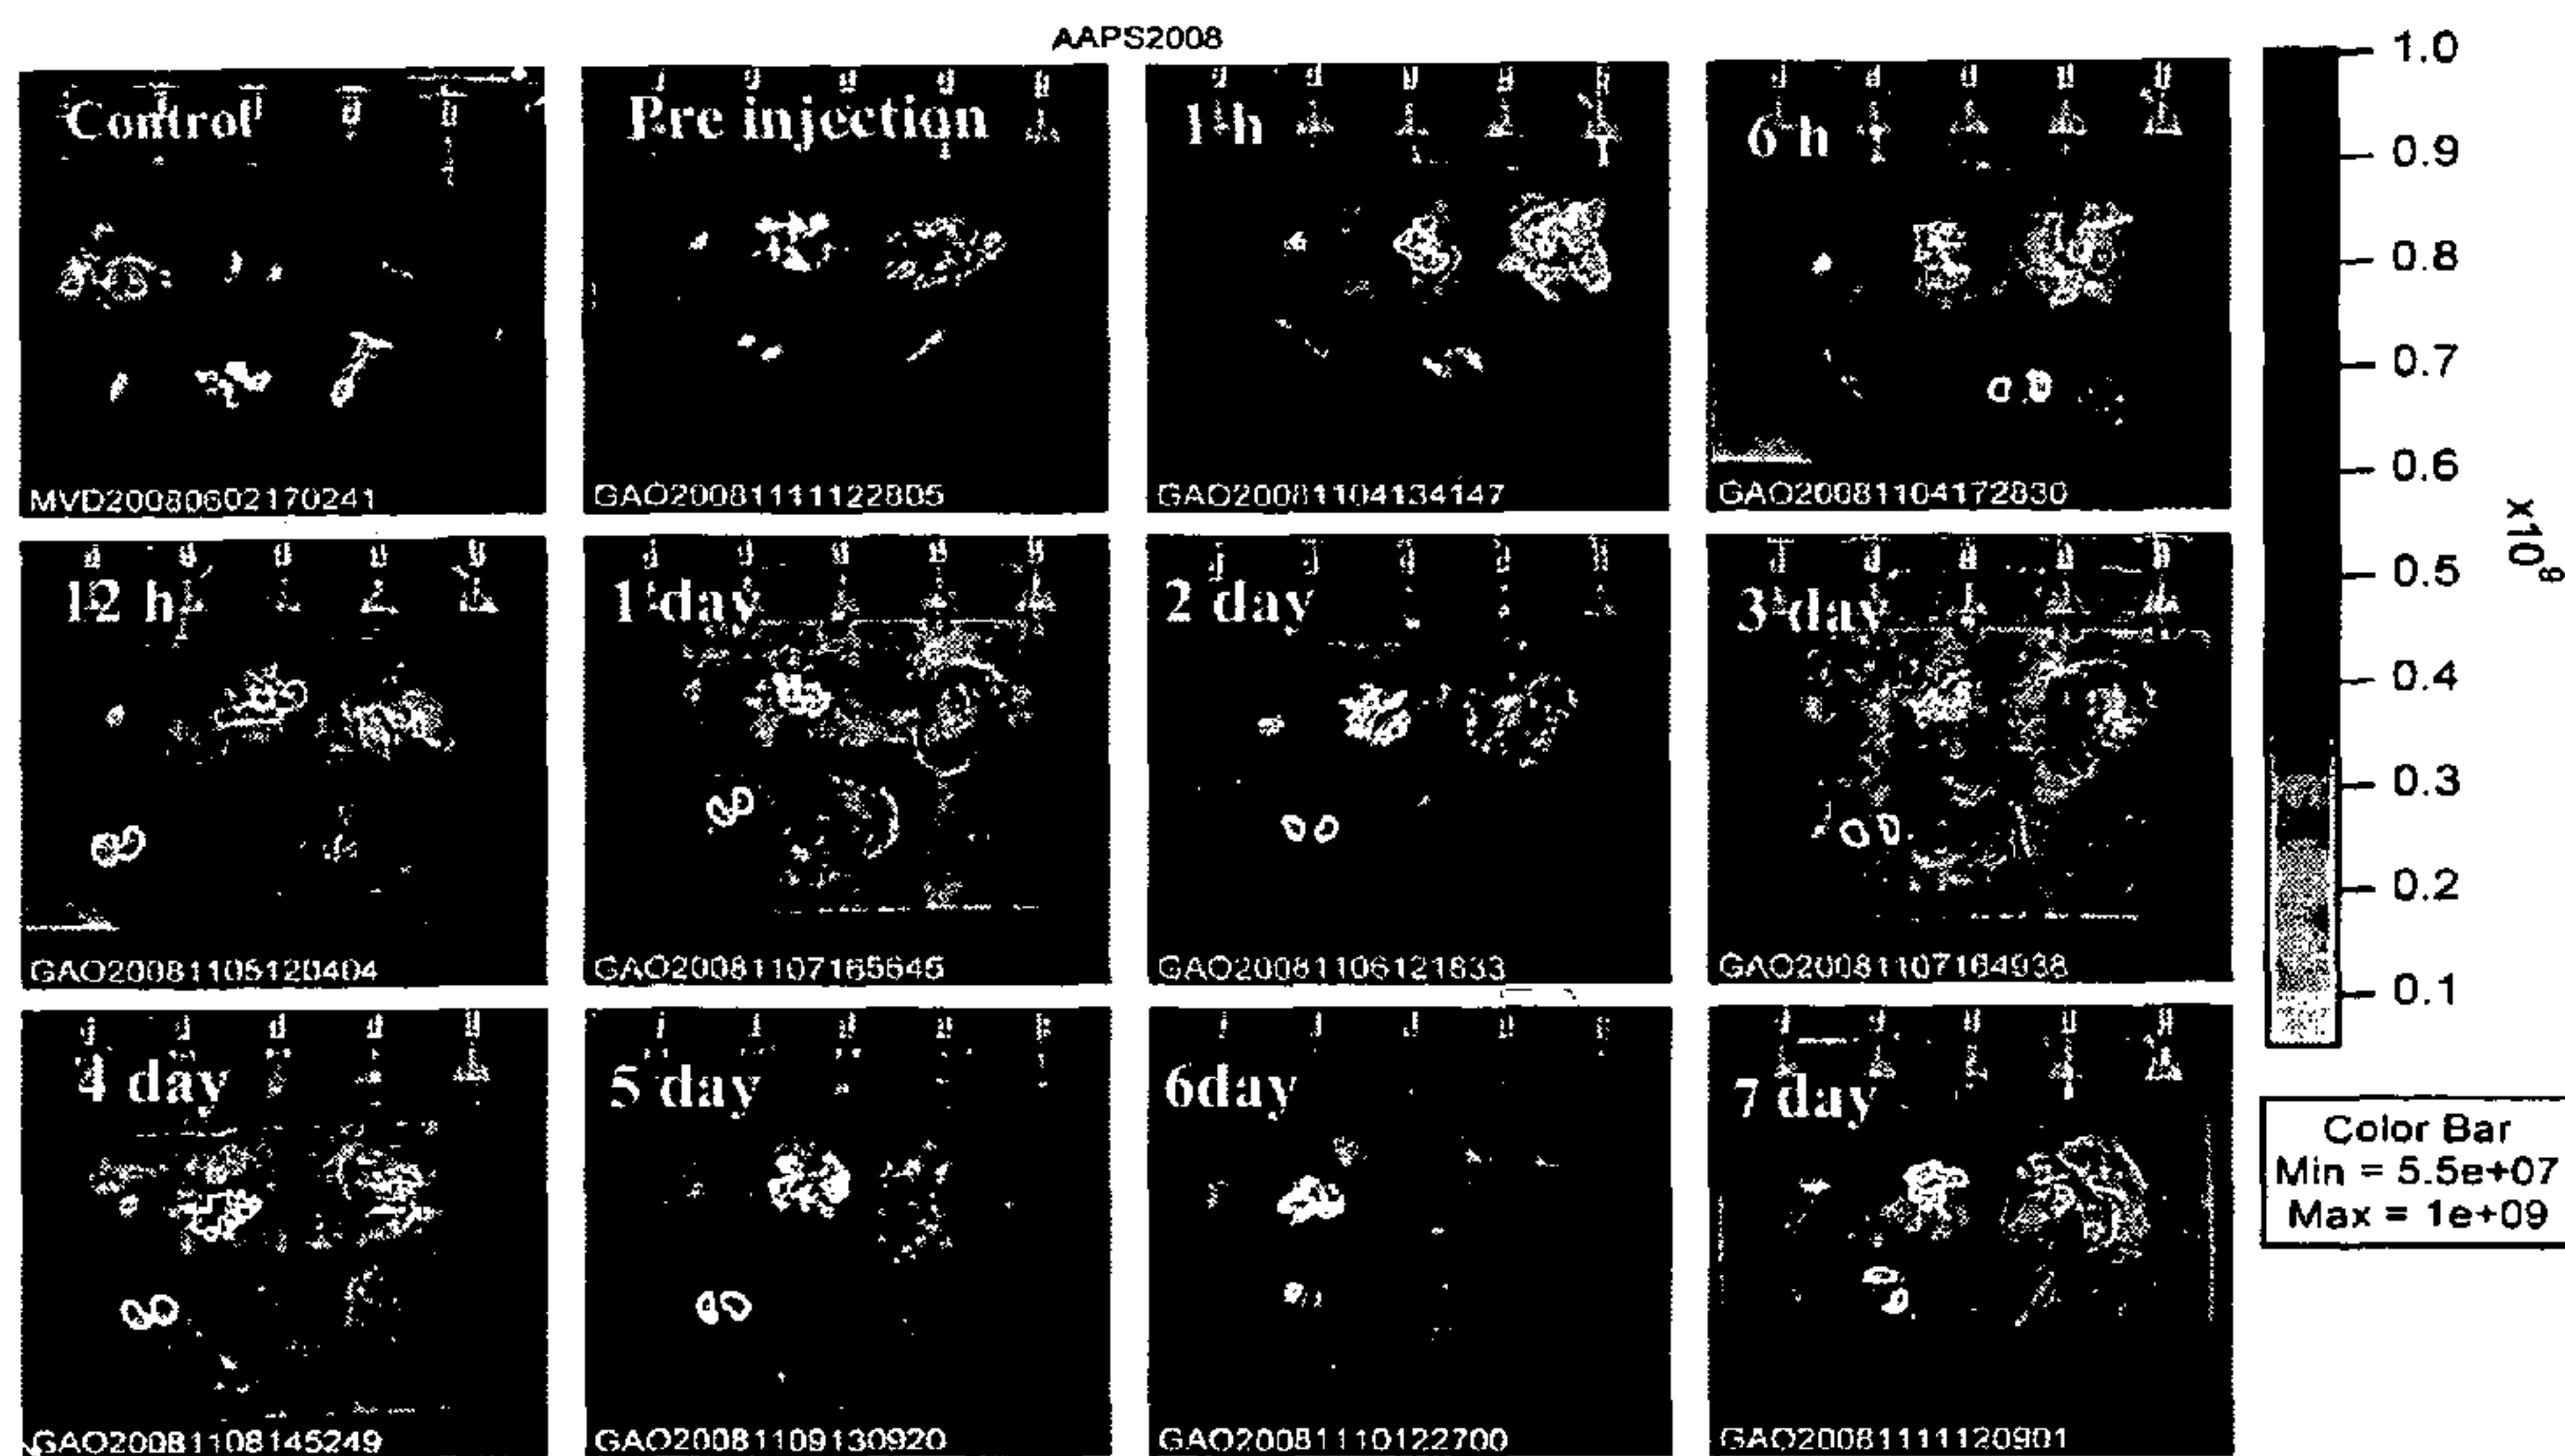 AAPS2008
Control
MVD20080602170241
Pre injection
GAO20081111122805
1 h
GAO20081104134147
6 h
GAO20081104172830
12 h
GAO20081105120404
1 day
GAO20081107165645
2 day
GAO20081106121833
3 day
GAO20081107164938
4 day
GAO20081108145249
5 day
GAO20081109130920
6day
GAO20081110122700
7 day
GAO20081111120901
1.0
0.9
0.8
0.7
0.6
0.5
0.4
0.3
0.2
0.1
x10⁸
Color Bar
Min = 5.5e+07
Max = 1e+09